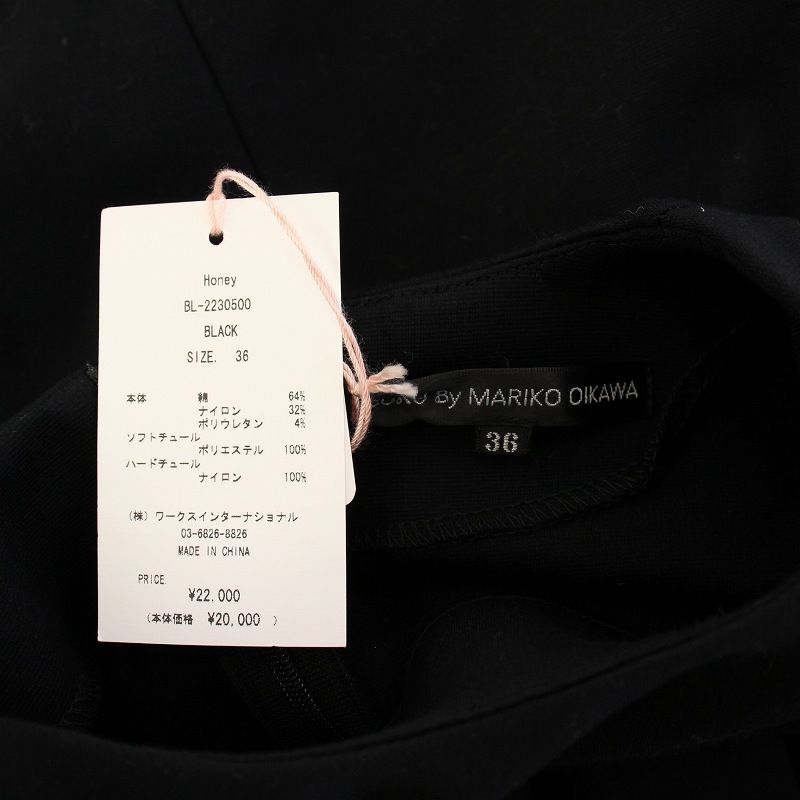 Honey
BL-2230500
BLACK
SIZE. 36
本体 綿 64%
ナイロン 32%
ポリウレタン 4%
ソフトチュール
ポリエステル 100%
ハードチュール
ナイロン 100%
(株)ワークスインターナショナル
03-6826-8826
MADE IN CHINA
PRICE.
¥22,000
(本体価格 ¥20,000 )
By MARIKO OIKAWA
36